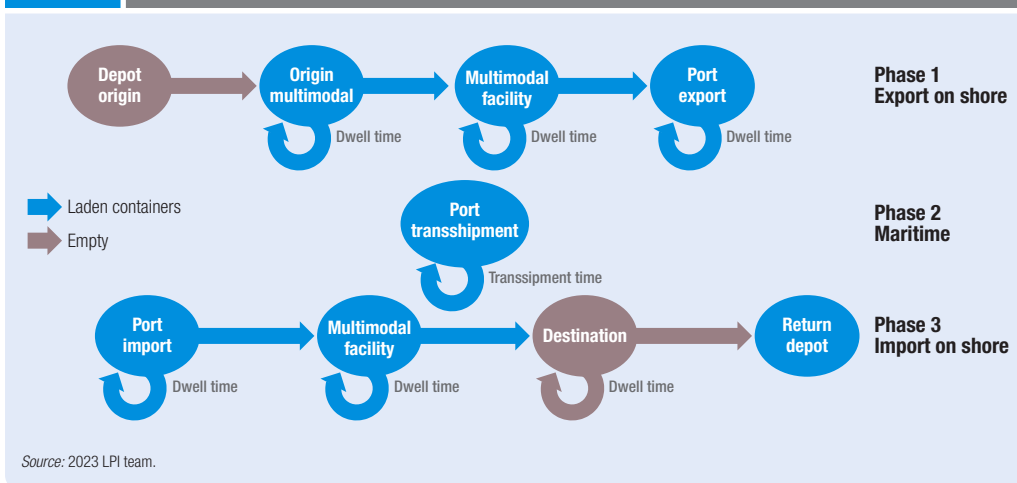 Depot
origin
Origin
multimodal
Multimodal
facility
Port
export
Phase 1
Export on shore
Dwell time
Dwell time
Dwell time
Laden containers
Empty
Port
transshipment
Phase 2
Maritime
Transsipment time
Port
import
Multimodal
facility
Destination
Return
depot
Phase 3
Import on shore
Dwell time
Dwell time
Dwell time
Source: 2023 LPI team.